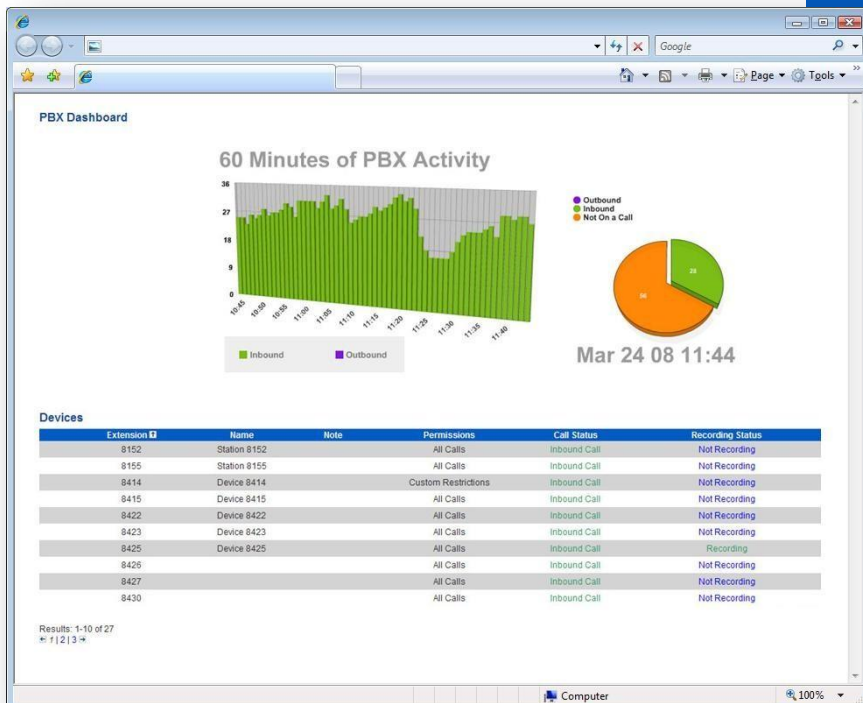 Google
Page
Tools
PBX Dashboard
60 Minutes of PBX Activity
36
27
18
9
0
10:45
10:50
10:55
11:00
11:05
11:10
11:15
11:20
11:25
11:30
11:35
11:40
Inbound
Outbound
Outbound
Inbound
Not On a Call
Mar 24 08 11:44
Devices
Extension Name Note Permissions Call Status Recording Status
8152 Station 8152 All Calls Inbound Call Not Recording
8155 Station 8155 All Calls Inbound Call Not Recording
8414 Device 8414 Custom Restrictions Inbound Call Not Recording
8415 Device 8415 All Calls Inbound Call Not Recording
8422 Device 8422 All Calls Inbound Call Not Recording
8423 Device 8423 All Calls Inbound Call Not Recording
8425 Device 8425 All Calls Inbound Call Recording
8426 All Calls Inbound Call Not Recording
8427 All Calls Inbound Call Not Recording
8430 All Calls Inbound Call Not Recording
Results: 1-10 of 27
1 | 2 | 3
Computer
100%